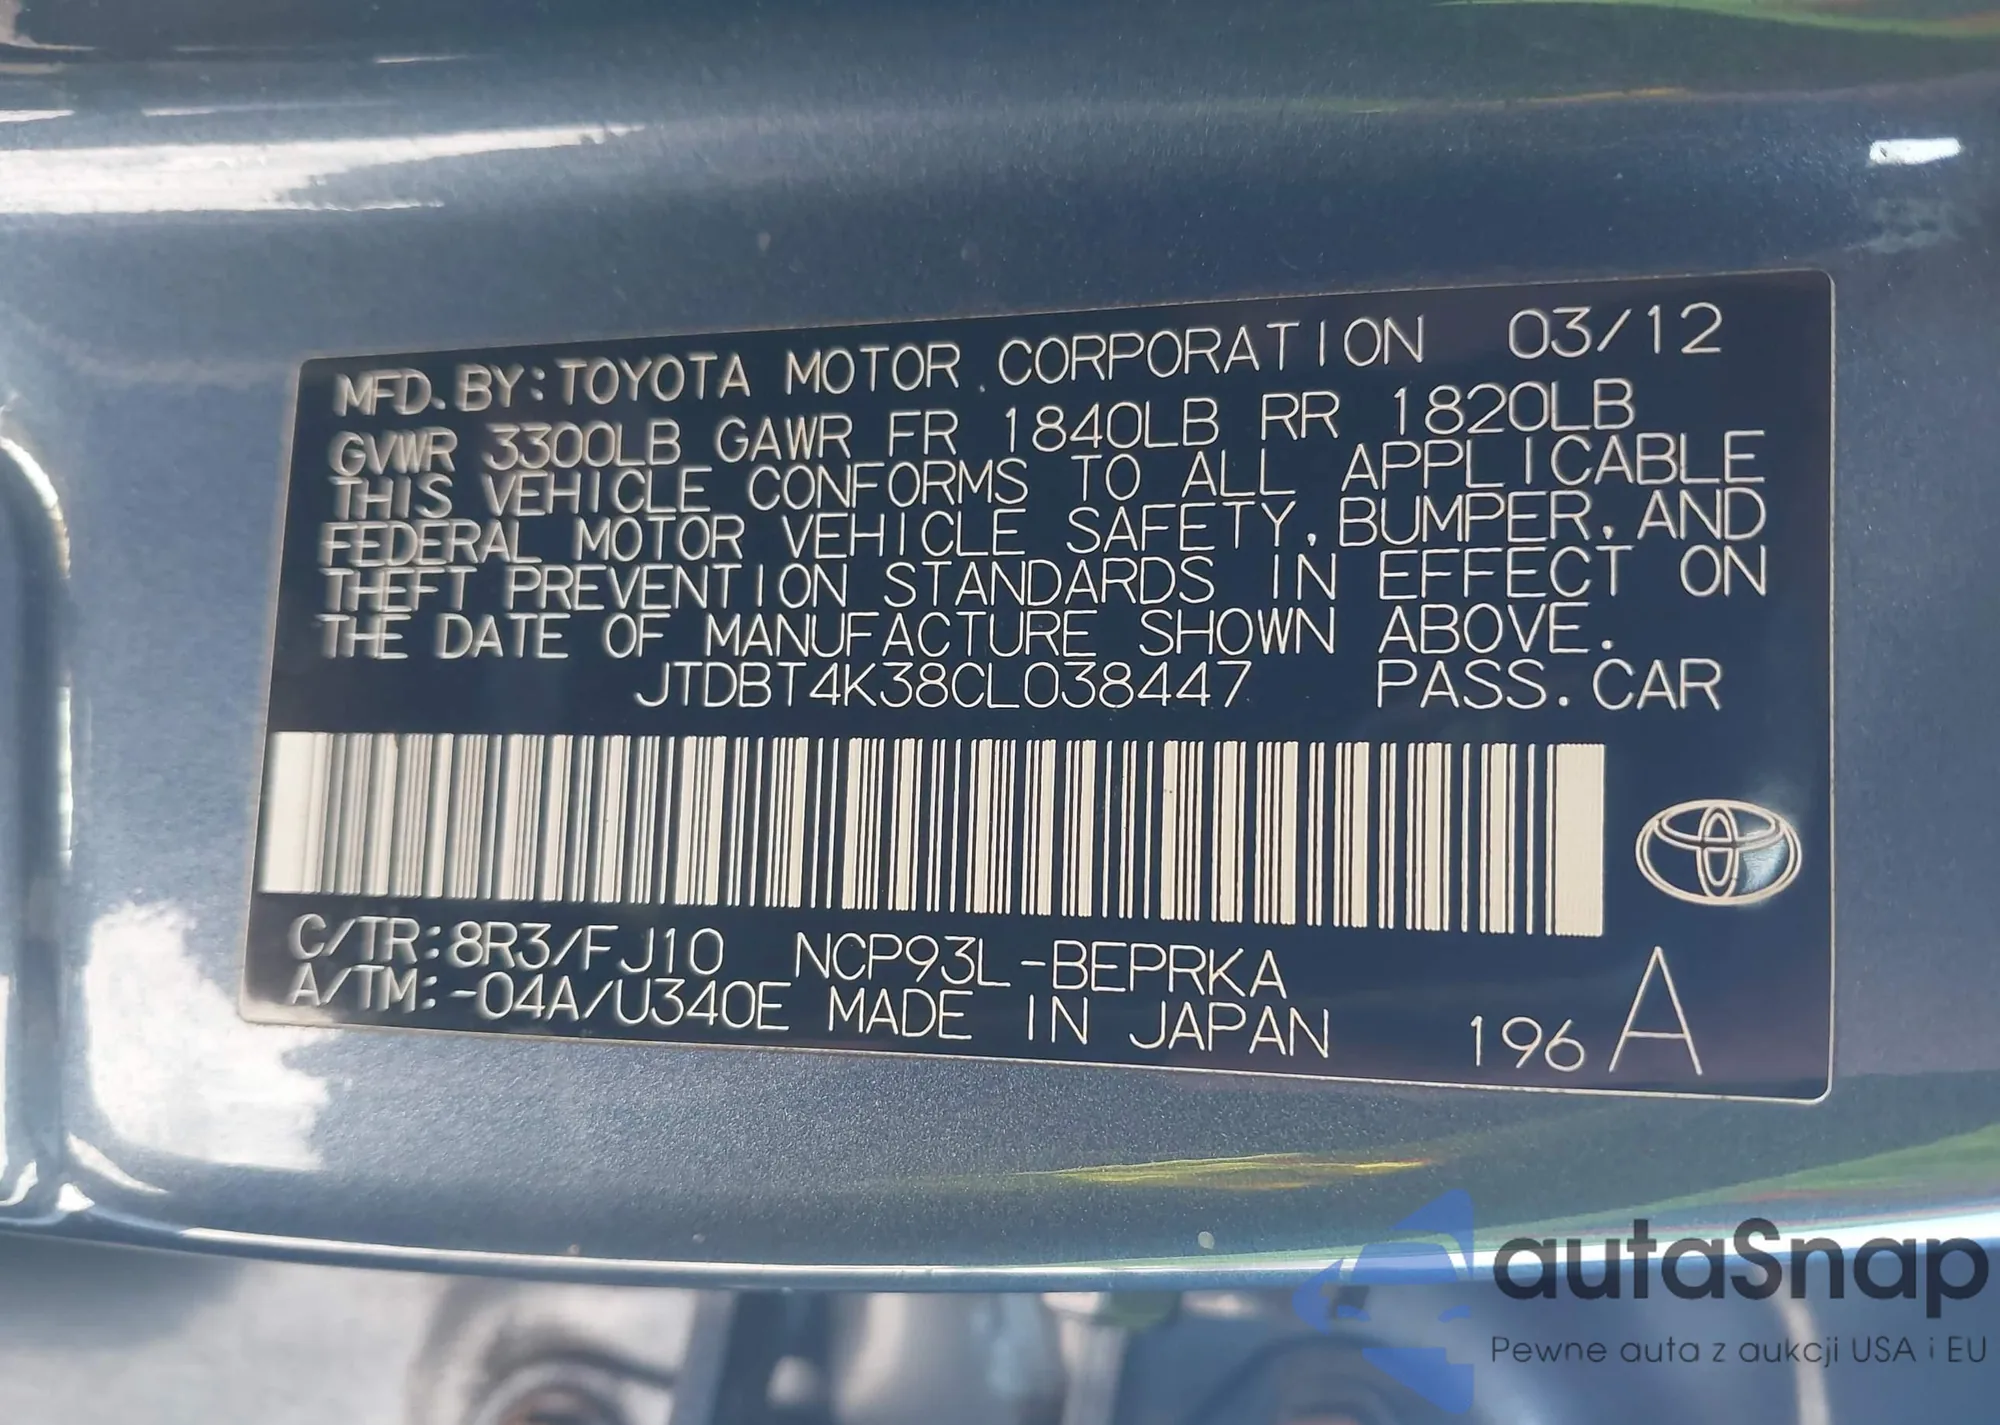 MFD. BY: TOYOTA MOTOR CORPORATION 03/12
GVWR 3300LB GAWR FR 1840LB RR 1820LB
THIS VEHICLE CONFORMS TO ALL APPLICABLE
FEDERAL MOTOR VEHICLE SAFETY, BUMPER, AND
THEFT PREVENTION STANDARDS IN EFFECT ON
THE DATE OF MANUFACTURE SHOWN ABOVE.
JTDBT4K38CL038447 PASS. CAR
C/TR: 8R3/FJ10 NCP93L-BEPRKA
A/TM: -04A/U340E MADE IN JAPAN 196 A
autaSnap
Pewne auta z aukcji USA i EU